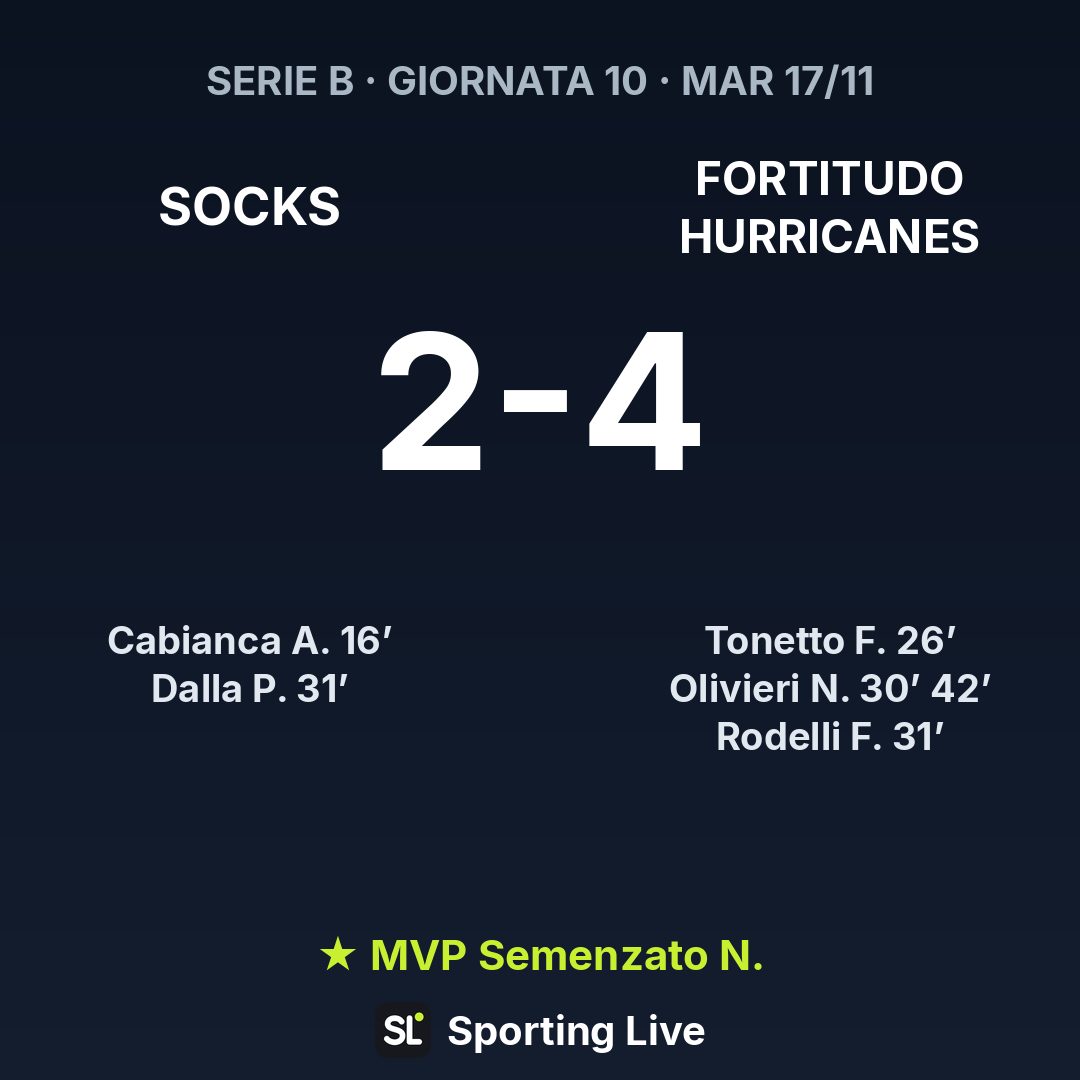 SERIE B · GIORNATA 10 · MAR 17/11
SOCKS
FORTITUDO
HURRICANES
2-4
Cabianca A. 16′
Dalla P. 31′
Tonetto F. 26′
Olivieri N. 30′ 42′
Rodelli F. 31′
★ MVP Semenzato N.
SL Sporting Live